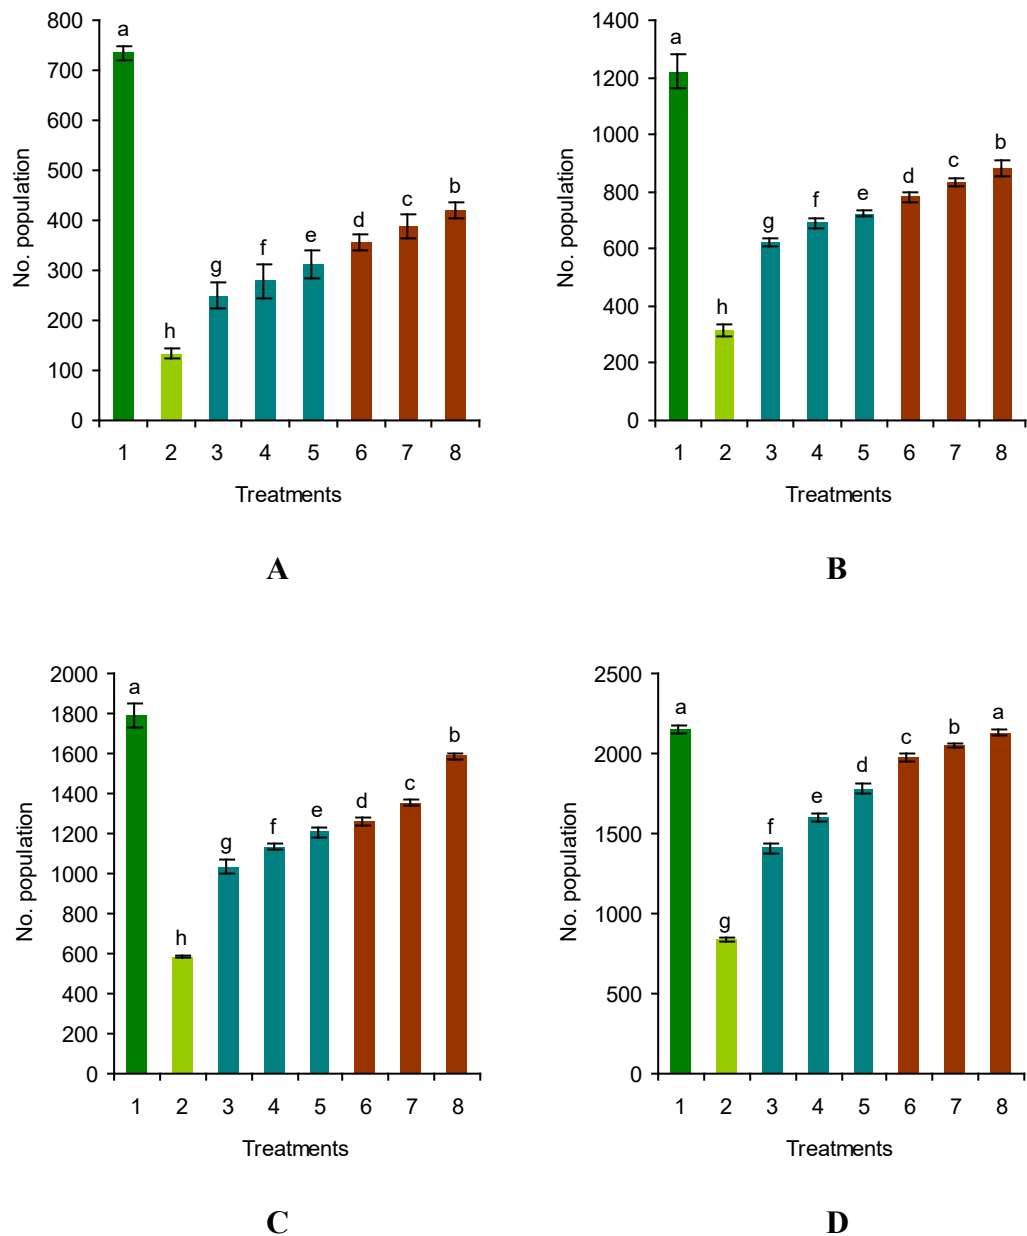 No. population
800
700
600
500
400
300
200
100
0
a
h
g
f
e
d
c
b
1 2 3 4 5 6 7 8
Treatments
A
No. population
1400
1200
1000
800
600
400
200
0
a
h
g
f
e
d
c
b
1 2 3 4 5 6 7 8
Treatments
B
No. population
2000
1800
1600
1400
1200
1000
800
600
400
200
0
a
h
g
f
e
d
c
b
1 2 3 4 5 6 7 8
Treatments
C
No. population
2500
2000
1500
1000
500
0
a
g
f
e
d
c
b
a
1 2 3 4 5 6 7 8
Treatments
D